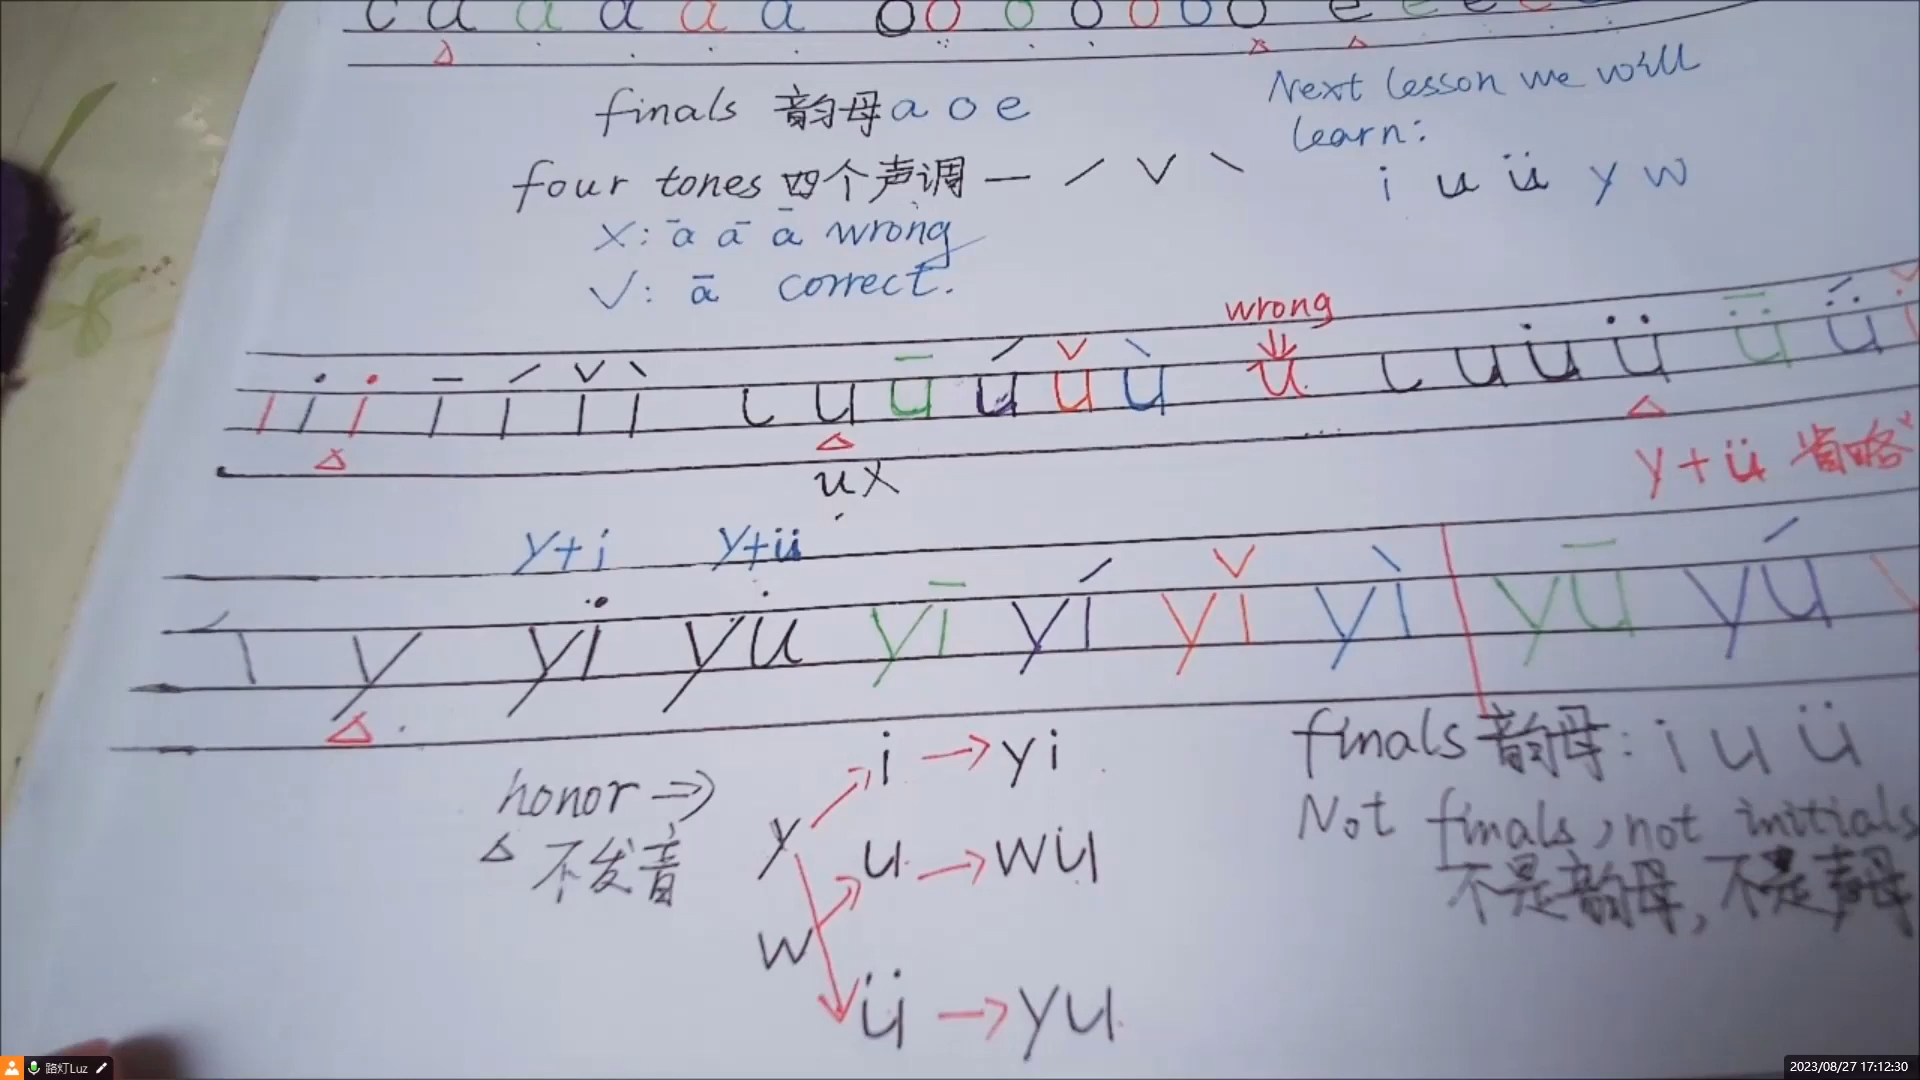 c a a a a a o o o o o o o e e e
finals 韵母 a o e
Next lesson we will
learn:
four tones 四个声调 ー ˊ ˇ ˋ
i u ü y w
X: ā ā ā wrong
√: ā correct.
wrong
ı i i ī í ǐ ì u ū ú ǔ ù u u u̇ ü ǖ ǘ
u X
y+ü 省略
y+i y+ü
y yi yu yī yí yǐ yì yū yú
i → yi
finals 韵母: i u ü
honor ⇒
y
u → wu
Not finals, not initials
△ 不发音
不是韵母, 不是声母
w
ü → yu
路灯Luz
2023/08/27 17:12:30